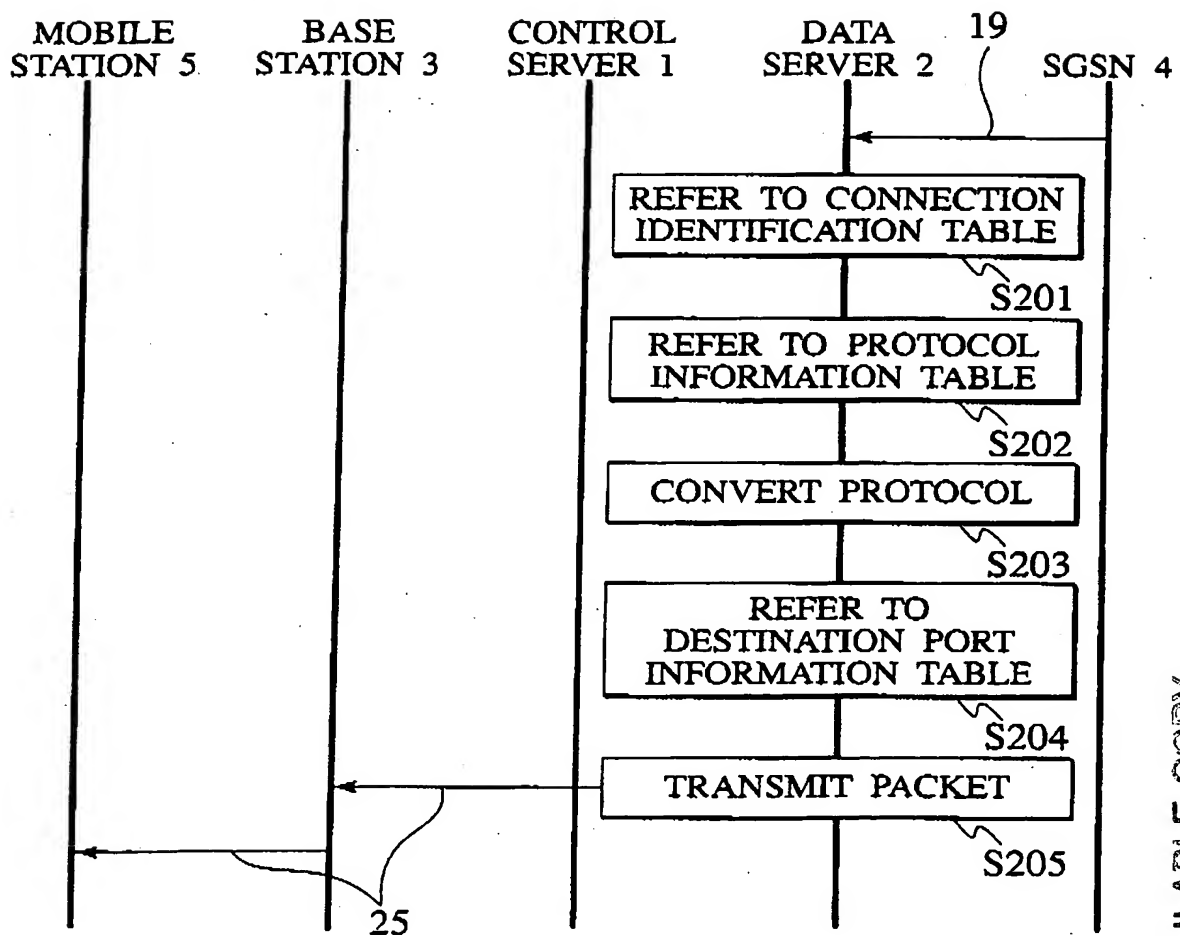 MOBILE STATION 5
BASE STATION 3
CONTROL SERVER 1
DATA SERVER 2
19
SGSN 4
REFER TO CONNECTION
IDENTIFICATION TABLE
S201
REFER TO PROTOCOL
INFORMATION TABLE
S202
CONVERT PROTOCOL
S203
REFER TO
DESTINATION PORT
INFORMATION TABLE
S204
TRANSMIT PACKET
S205
25